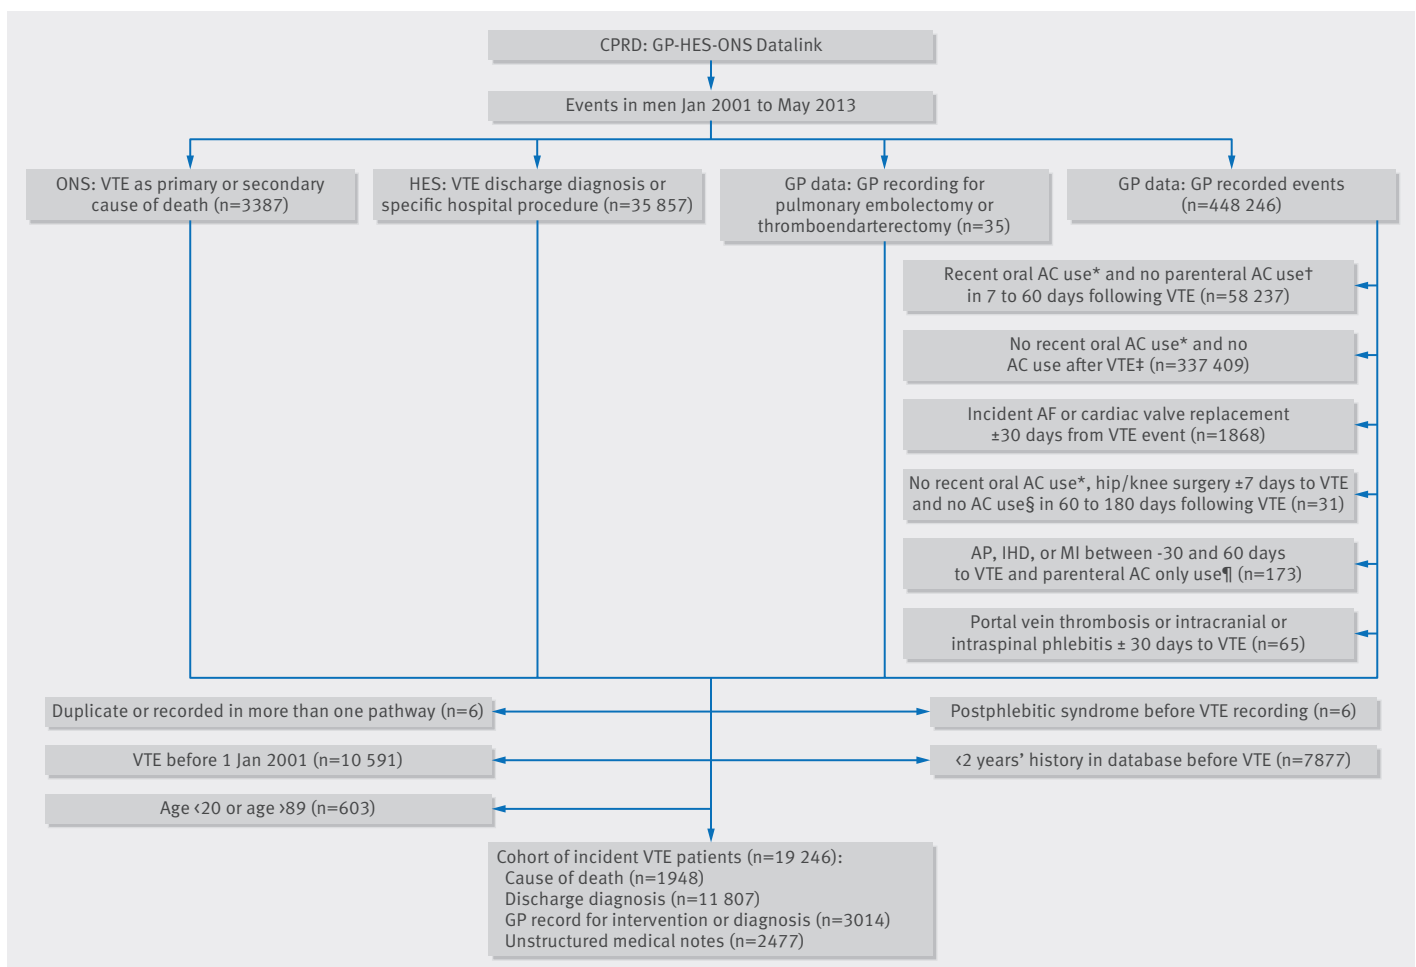 CPRD: GP-HES-ONS Datalink
Events in men Jan 2001 to May 2013
ONS: VTE as primary or secondary
cause of death (n=3387)
HES: VTE discharge diagnosis or
specific hospital procedure (n=35 857)
GP data: GP recording for
pulmonary embolectomy or
thromboendarterectomy (n=35)
GP data: GP recorded events
(n=448 246)
Recent oral AC use* and no parenteral AC use†
in 7 to 60 days following VTE (n=58 237)
No recent oral AC use* and no
AC use after VTE‡ (n=337 409)
Incident AF or cardiac valve replacement
±30 days from VTE event (n=1868)
No recent oral AC use*, hip/knee surgery ±7 days to VTE
and no AC use§ in 60 to 180 days following VTE (n=31)
AP, IHD, or MI between -30 and 60 days
to VTE and parenteral AC only use¶ (n=173)
Portal vein thrombosis or intracranial or
intraspinal phlebitis ± 30 days to VTE (n=65)
Duplicate or recorded in more than one pathway (n=6)
Postphlebitic syndrome before VTE recording (n=6)
VTE before 1 Jan 2001 (n=10 591)
<2 years’ history in database before VTE (n=7877)
Age <20 or age >89 (n=603)
Cohort of incident VTE patients (n=19 246):
Cause of death (n=1948)
Discharge diagnosis (n=11 807)
GP record for intervention or diagnosis (n=3014)
Unstructured medical notes (n=2477)